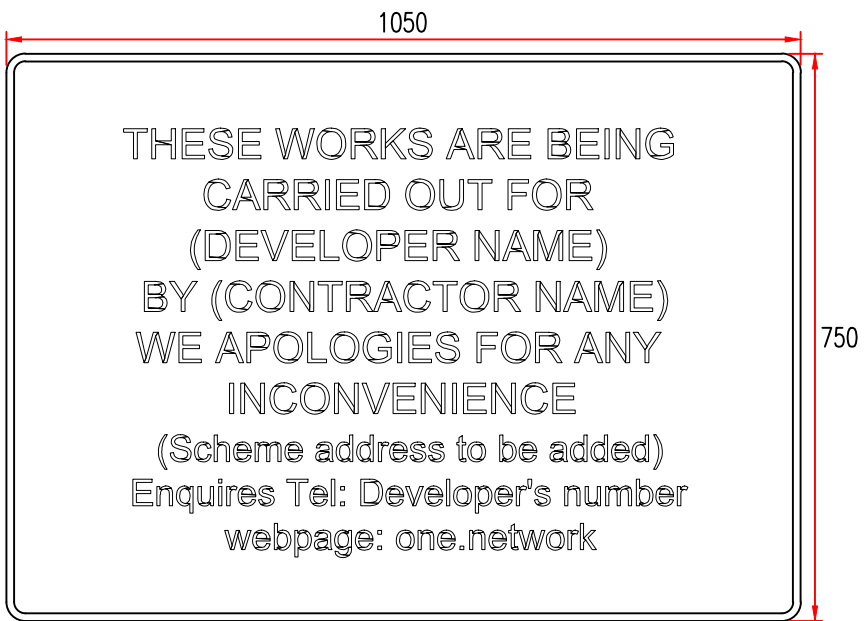 1050
THESE WORKS ARE BEING
CARRIED OUT FOR
(DEVELOPER NAME)
BY (CONTRACTOR NAME)
WE APOLOGIES FOR ANY
INCONVENIENCE
(Scheme address to be added)
Enquires Tel: Developer's number
webpage: one.network
750